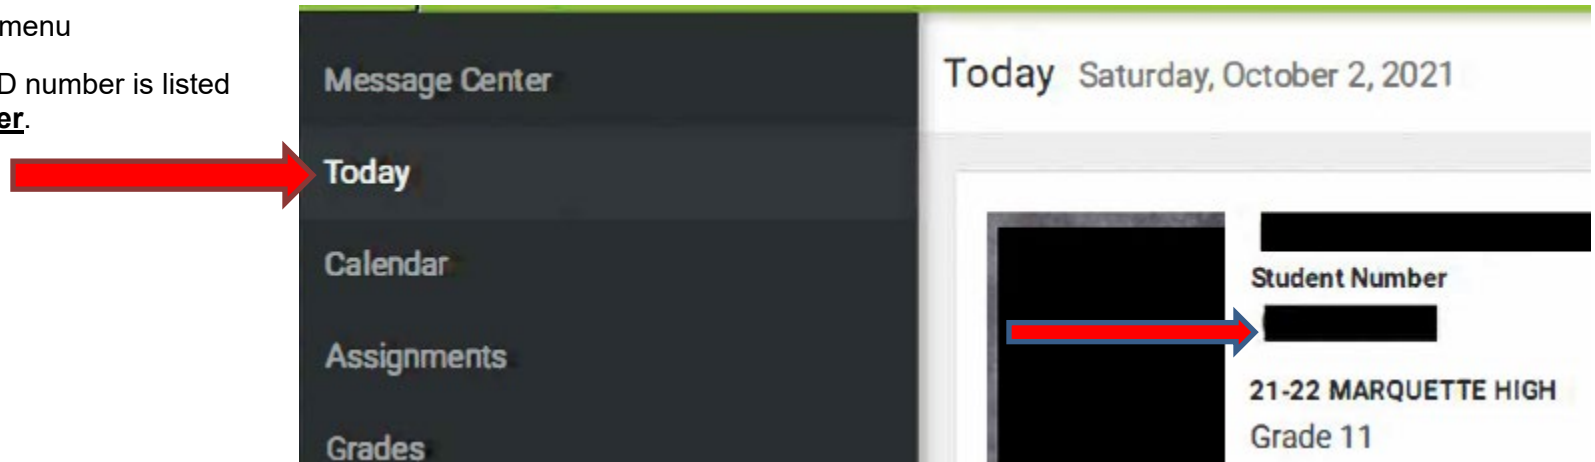 menu
D number is listed
er.
Message Center
Today
Calendar
Assignments
Grades
Today Saturday, October 2, 2021
Student Number
21-22 MARQUETTE HIGH
Grade 11